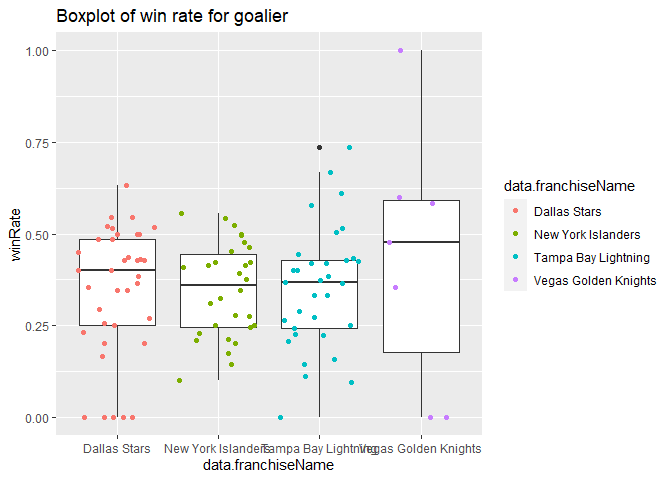 Boxplot of win rate for goalier
1.00
0.75
0.50
0.25
0.00
winRate
Dallas Stars
New York Islanders
Tampa Bay Lightning
Vegas Golden Knights
data.franchiseName
data.franchiseName
Dallas Stars
New York Islanders
Tampa Bay Lightning
Vegas Golden Knights